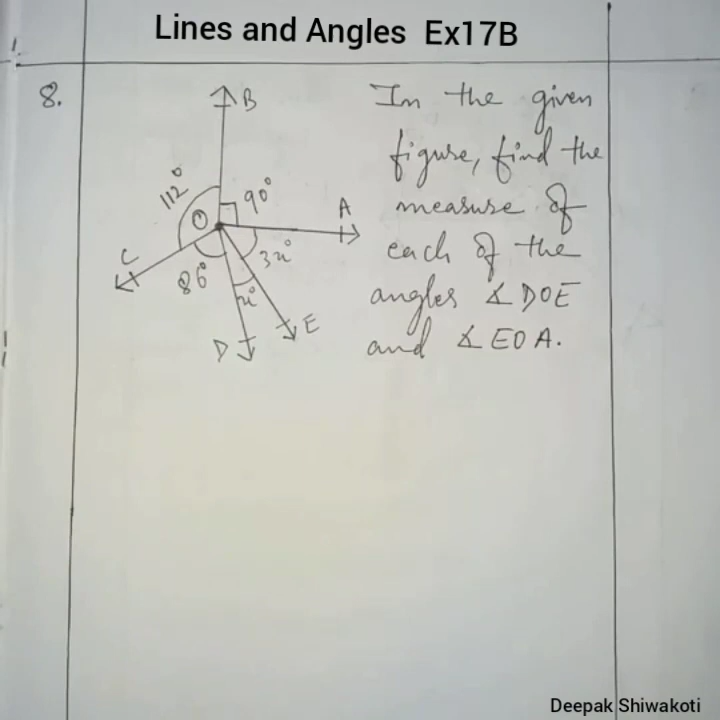 Lines and Angles Ex17B
8.
B
In the given
figure, find the
measure of
each of the
angles ∡DOE
and ∡EOA.
112°
90°
A
O
C
3x°
86°
x°
E
D
Deepak Shiwakoti